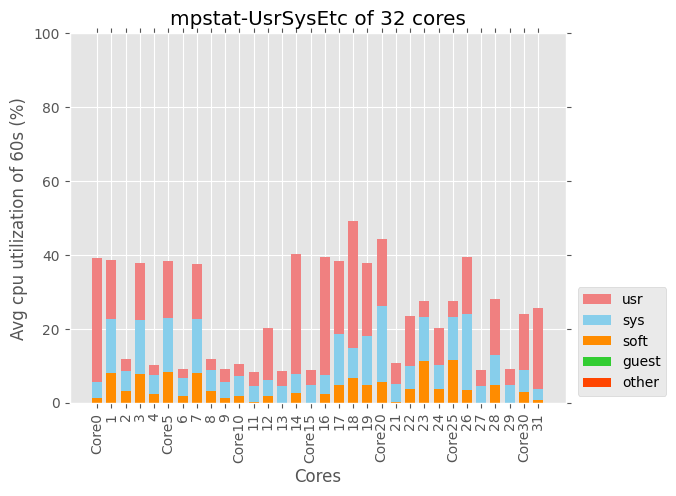 mpstat-UsrSysEtc of 32 cores
Avg cpu utilization of 60s (%)
100
80
60
40
20
0
Core0
1
2
3
4
Core5
6
7
8
9
Core10
11
12
13
14
Core15
16
17
18
19
Core20
21
22
23
24
Core25
26
27
28
29
Core30
31
Cores
usr
sys
soft
guest
other